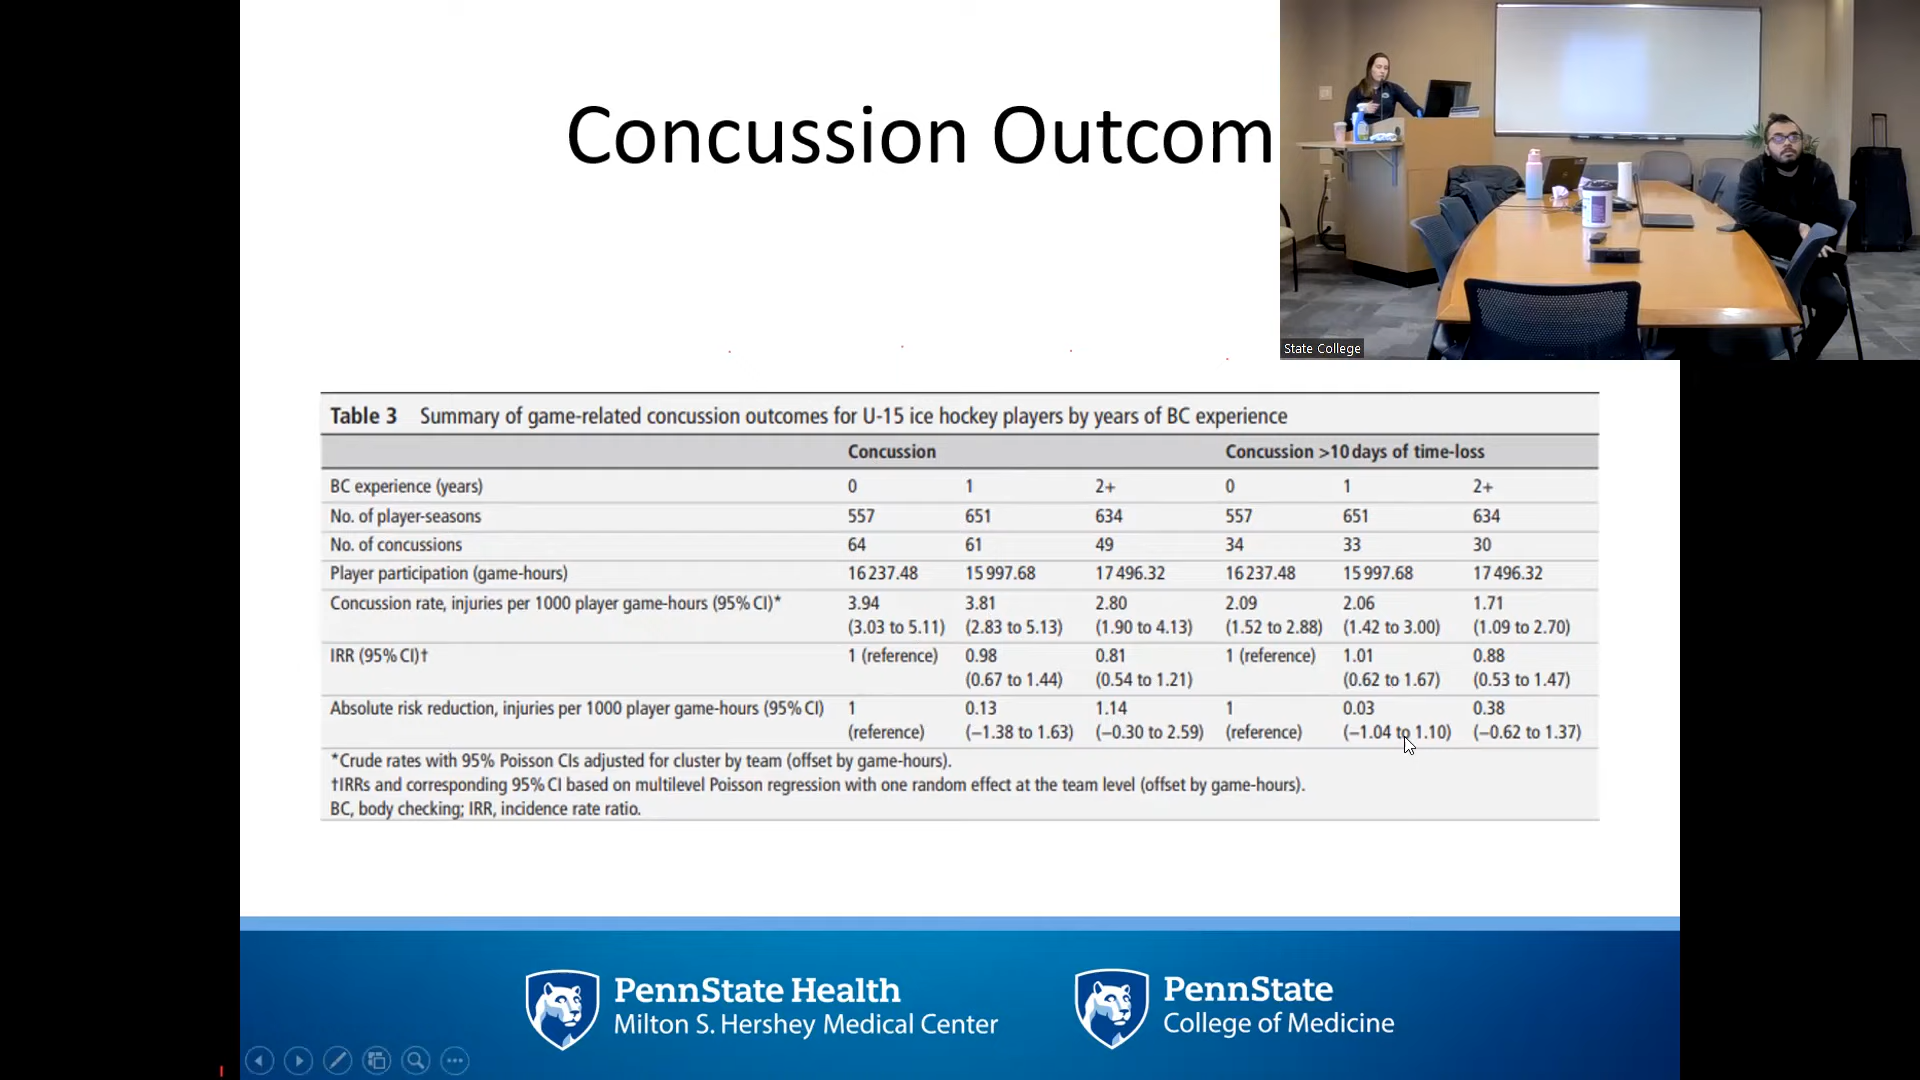 Concussion Outcom
State College
Table 3 Summary of game-related concussion outcomes for U-15 ice hockey players by years of BC experience
Concussion Concussion >10 days of time-loss
BC experience (years) 0 1 2+ 0 1 2+
No. of player-seasons 557 651 634 557 651 634
No. of concussions 64 61 49 34 33 30
Player participation (game-hours) 16 237.48 15 997.68 17 496.32 16 237.48 15 997.68 17 496.32
Concussion rate, injuries per 1000 player game-hours (95% CI)* 3.94 3.81 2.80 2.09 2.06 1.71
(3.03 to 5.11) (2.83 to 5.13) (1.90 to 4.13) (1.52 to 2.88) (1.42 to 3.00) (1.09 to 2.70)
IRR (95% CI)† 1 (reference) 0.98 0.81 1 (reference) 1.01 0.88
(0.67 to 1.44) (0.54 to 1.21) (0.62 to 1.67) (0.53 to 1.47)
Absolute risk reduction, injuries per 1000 player game-hours (95% CI) 1 0.13 1.14 1 0.03 0.38
(reference) (−1.38 to 1.63) (−0.30 to 2.59) (reference) (−1.04 to 1.10) (−0.62 to 1.37)
*Crude rates with 95% Poisson CIs adjusted for cluster by team (offset by game-hours).
†IRRs and corresponding 95% CI based on multilevel Poisson regression with one random effect at the team level (offset by game-hours).
BC, body checking; IRR, incidence rate ratio.
PennState Health
Milton S. Hershey Medical Center
PennState
College of Medicine